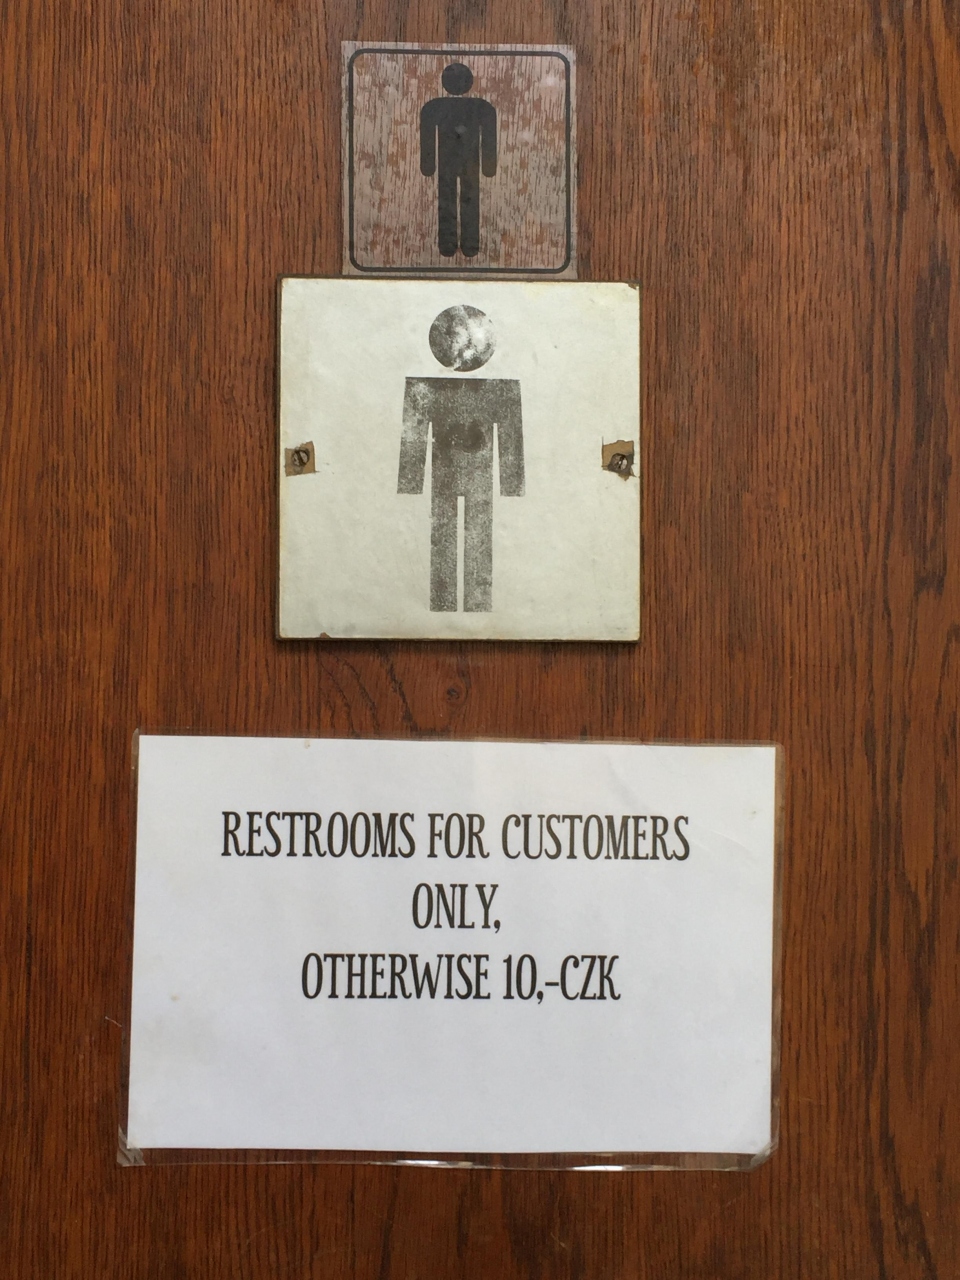 RESTROOMS FOR CUSTOMERS
ONLY,
OTHERWISE 10,-CZK